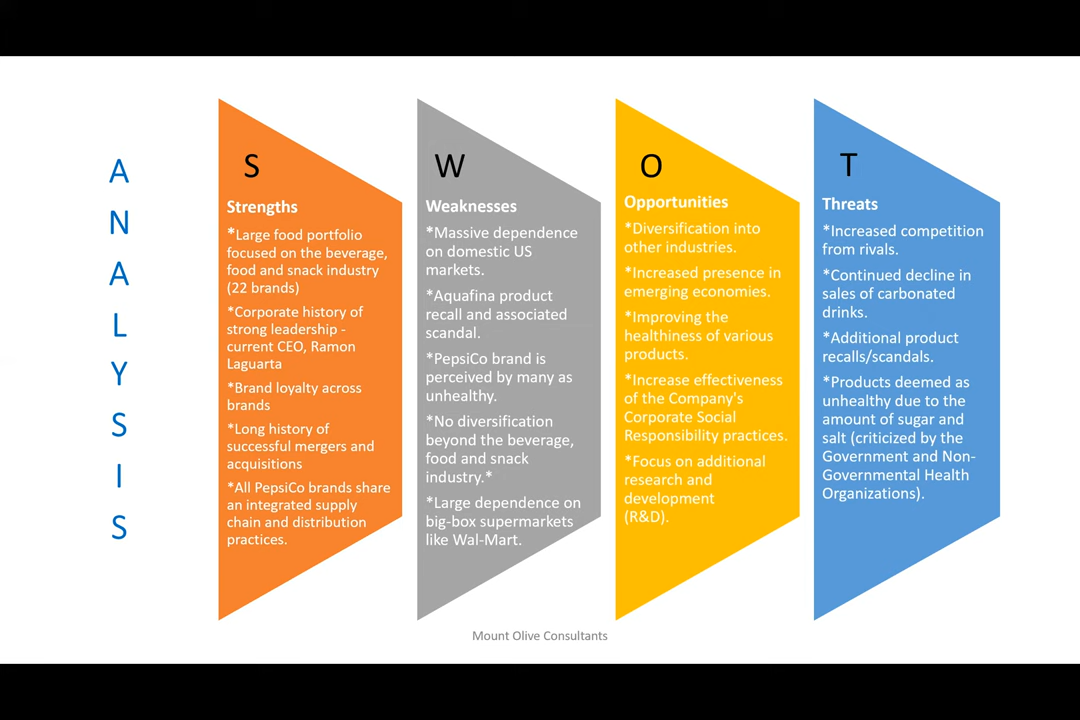 A
N
A
L
Y
S
I
S
S
Strengths
*Large food portfolio
focused on the beverage,
food and snack industry
(22 brands)
*Corporate history of
strong leadership -
current CEO, Ramon
Laguarta
*Brand loyalty across
brands
*Long history of
successful mergers and
acquisitions
*All PepsiCo brands share
an integrated supply
chain and distribution
practices.
W
Weaknesses
*Massive dependence
on domestic US
markets.
*Aquafina product
recall and associated
scandal.
*PepsiCo brand is
perceived by many as
unhealthy.
*No diversification
beyond the beverage,
food and snack
industry.*
*Large dependence on
big-box supermarkets
like Wal-Mart.
O
Opportunities
*Diversification into
other industries.
*Increased presence in
emerging economies.
*Improving the
healthiness of various
products.
*Increase effectiveness
of the Company's
Corporate Social
Responsibility practices.
*Focus on additional
research and
development
(R&D).
T
Threats
*Increased competition
from rivals.
*Continued decline in
sales of carbonated
drinks.
*Additional product
recalls/scandals.
*Products deemed as
unhealthy due to the
amount of sugar and
salt (criticized by the
Government and Non-
Governmental Health
Organizations).
Mount Olive Consultants